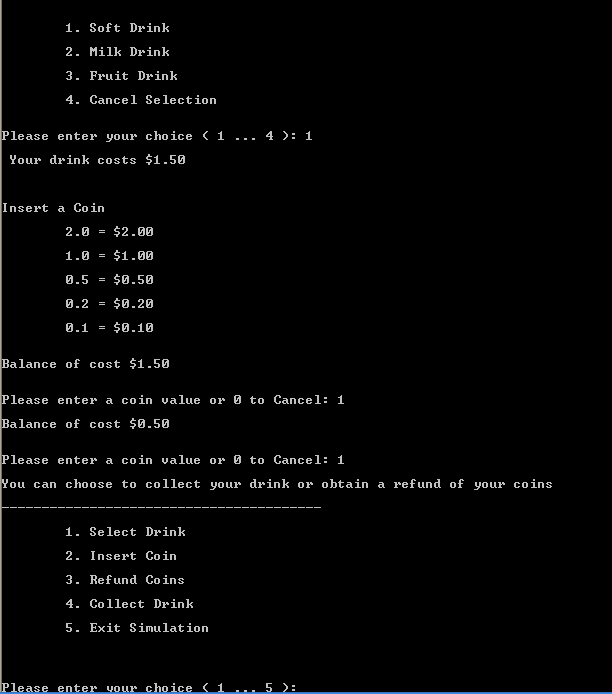 1. Soft Drink
2. Milk Drink
3. Fruit Drink
4. Cancel Selection
Please enter your choice ( 1 ... 4 ): 1
Your drink costs $1.50
Insert a Coin
2.0 = $2.00
1.0 = $1.00
0.5 = $0.50
0.2 = $0.20
0.1 = $0.10
Balance of cost $1.50
Please enter a coin value or 0 to Cancel: 1
Balance of cost $0.50
Please enter a coin value or 0 to Cancel: 1
You can choose to collect your drink or obtain a refund of your coins
----------------------------------------
1. Select Drink
2. Insert Coin
3. Refund Coins
4. Collect Drink
5. Exit Simulation
Please enter your choice ( 1 ... 5 ):